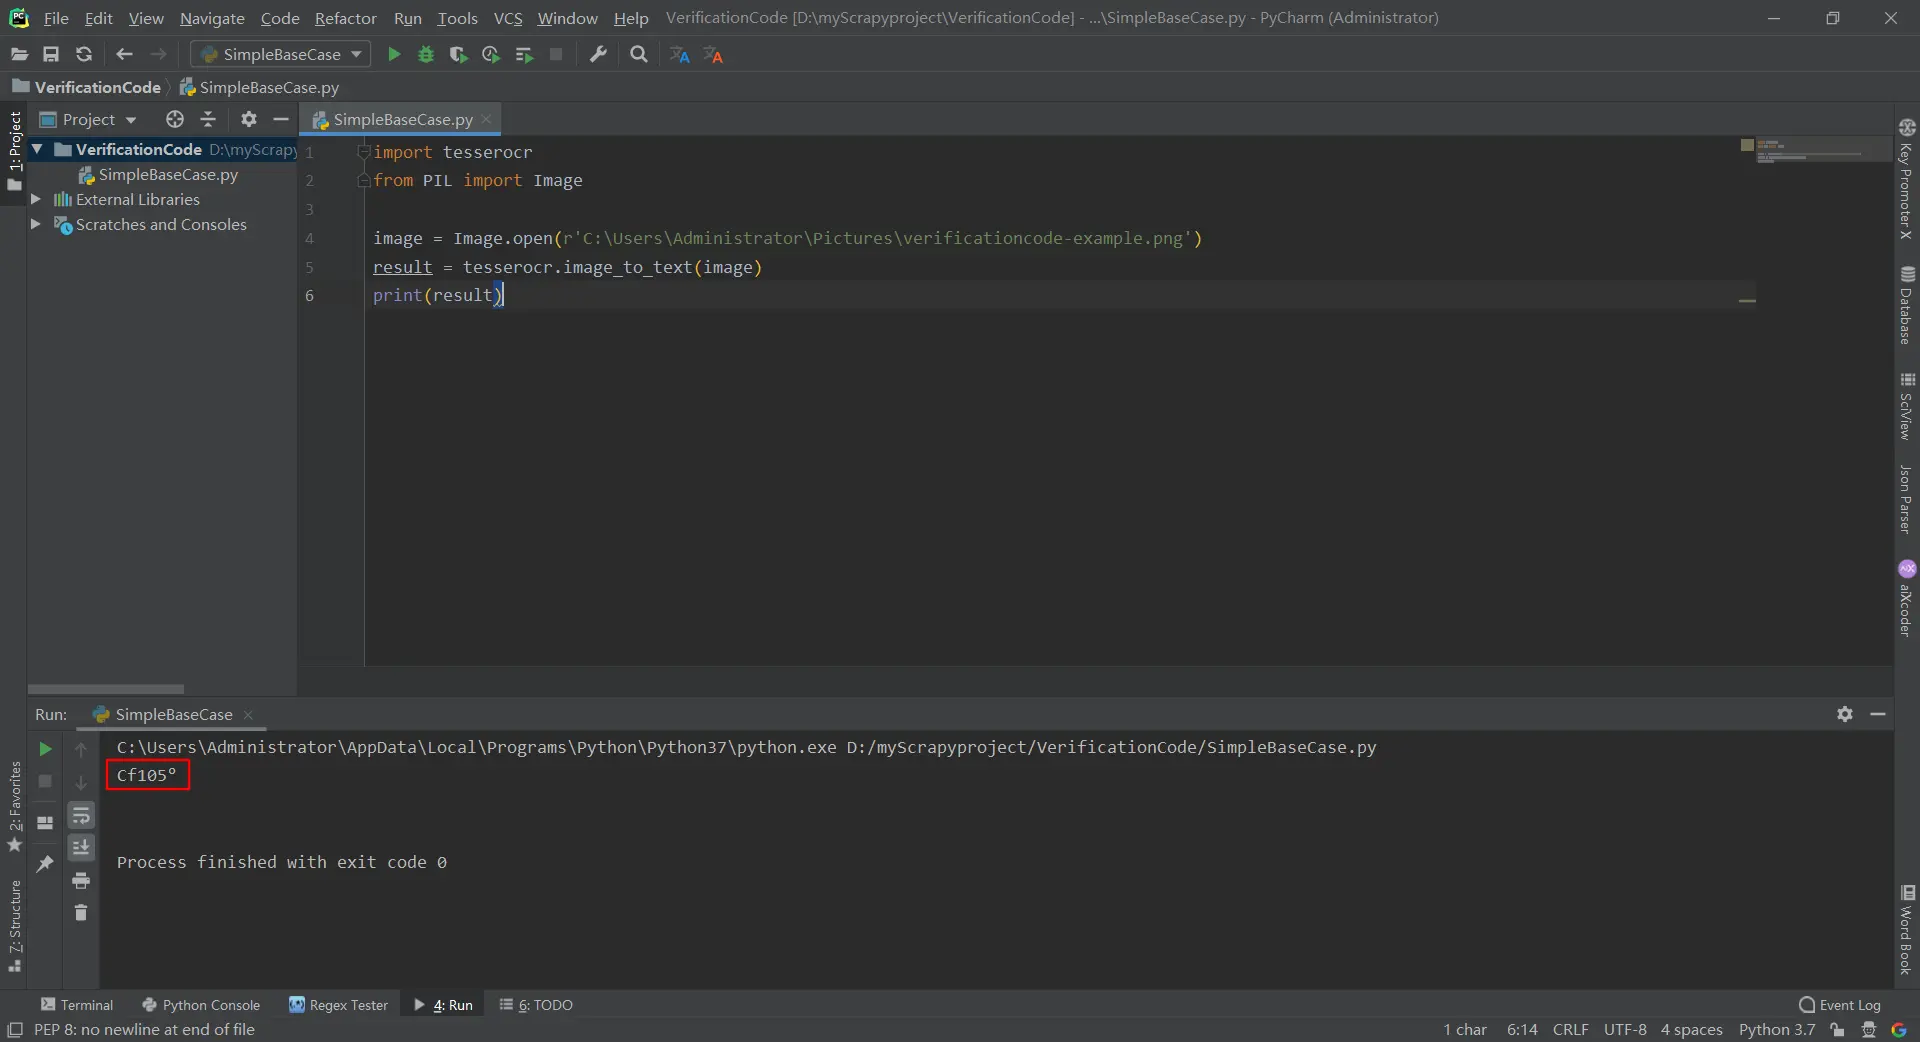 File Edit View Navigate Code Refactor Run Tools VCS Window Help VerificationCode [D:\myScrapyproject\VerificationCode] - ...\SimpleBaseCase.py - PyCharm (Administrator)
SimpleBaseCase
VerificationCode SimpleBaseCase.py
Project
SimpleBaseCase.py
VerificationCode D:\myScrapy
SimpleBaseCase.py
External Libraries
Scratches and Consoles
1 import tesserocr
2 from PIL import Image
3
4 image = Image.open(r'C:\Users\Administrator\Pictures\verificationcode-example.png')
5 result = tesserocr.image_to_text(image)
6 print(result)
1: Project
2: Favorites
7: Structure
Key Promoter X
Database
SciView
Json Parser
aiXcoder
Word Book
Run: SimpleBaseCase
C:\Users\Administrator\AppData\Local\Programs\Python\Python37\python.exe D:/myScrapyproject/VerificationCode/SimpleBaseCase.py
Cf105°
Process finished with exit code 0
Terminal Python Console Regex Tester 4: Run 6: TODO Event Log
PEP 8: no newline at end of file 1 char 6:14 CRLF UTF-8 4 spaces Python 3.7